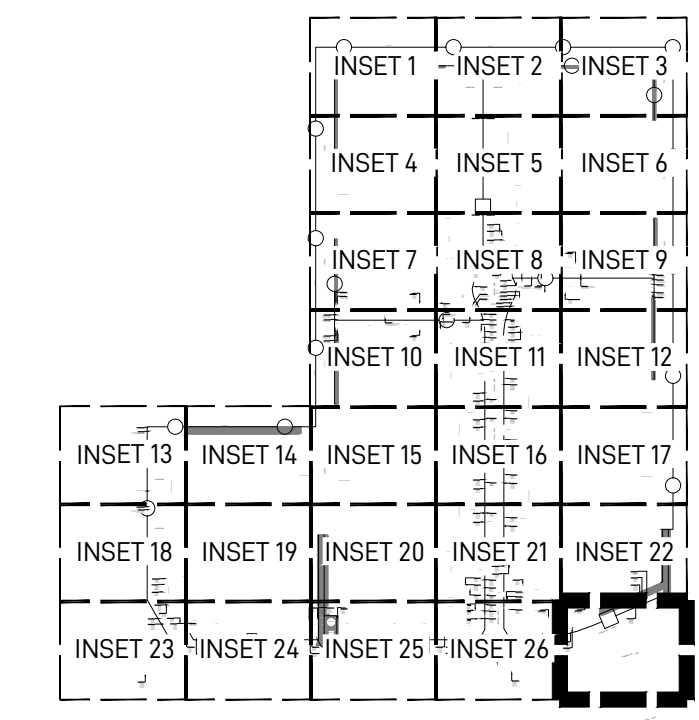 INSET 1
INSET 2
INSET 3
INSET 4
INSET 5
INSET 6
INSET 7
INSET 8
INSET 9
INSET 10
INSET 11
INSET 12
INSET 13
INSET 14
INSET 15
INSET 16
INSET 17
INSET 18
INSET 19
INSET 20
INSET 21
INSET 22
INSET 23
INSET 24
INSET 25
INSET 26